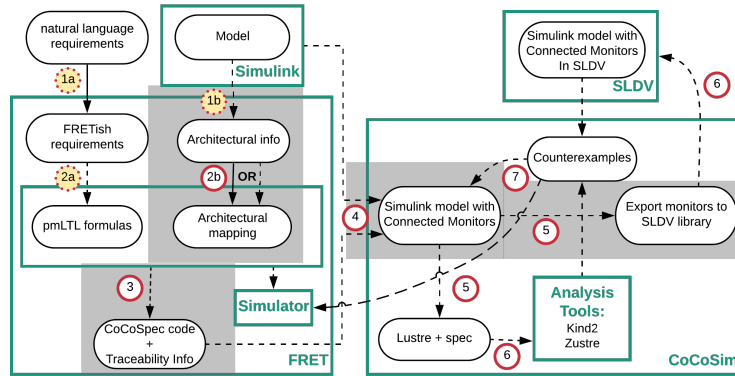 natural language
requirements
Model
Simulink
Simulink model with
Connected Monitors
In SLDV
SLDV
1a
1b
6
FRETish
requirements
Architectural info
2a
2b
OR
Counterexamples
7
pmLTL formulas
Architectural
mapping
4
Simulink model with
Connected Monitors
5
Export monitors to
SLDV library
3
Simulator
5
Analysis
Tools:
Kind2
Zustre
CoCoSpec code
+
Traceability Info
FRET
Lustre + spec
6
CoCoSim